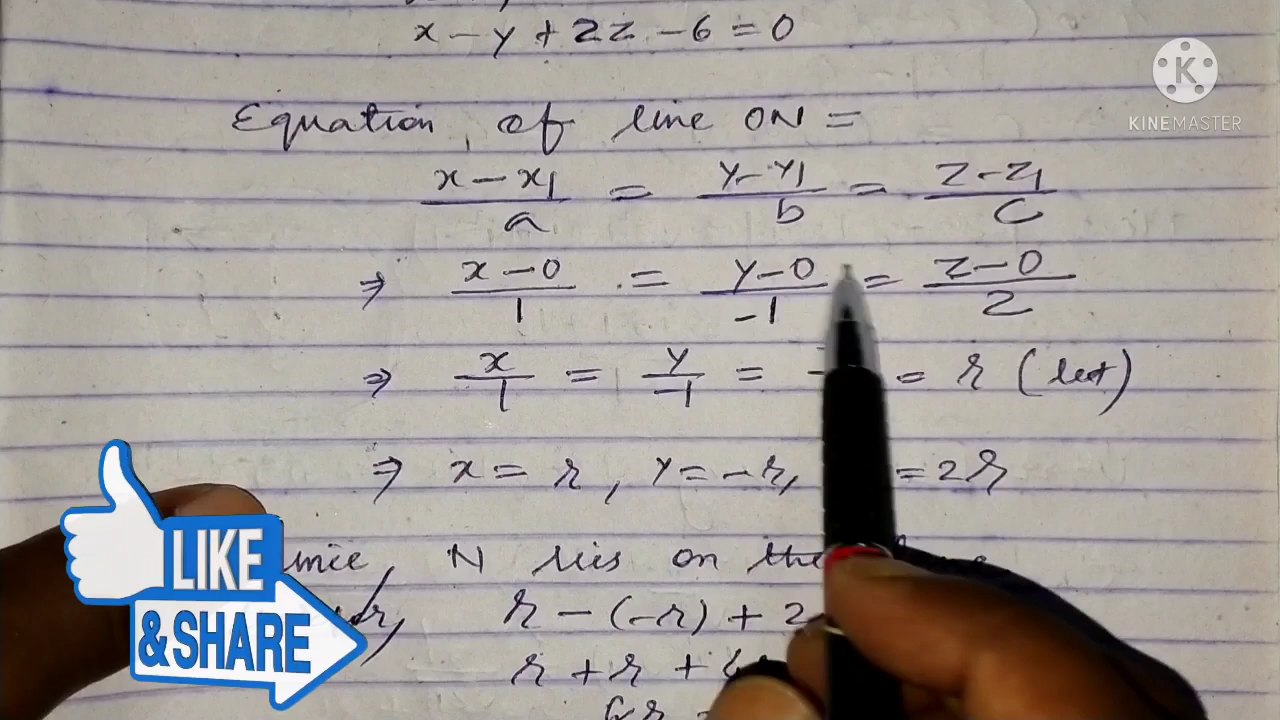 x - y + 2z - 6 = 0
Equation of line ON =
(x - x1)/a = (y - y1)/b = (z - z1)/c
⇒ (x - 0)/1 = (y - 0)/-1 = (z - 0)/2
⇒ x/1 = y/-1 = = r (let)
⇒ x = r, y = -r, = 2r
N lies on the
r - (-r) + 2
r + r +
6r
KINEMASTER
LIKE
& SHARE